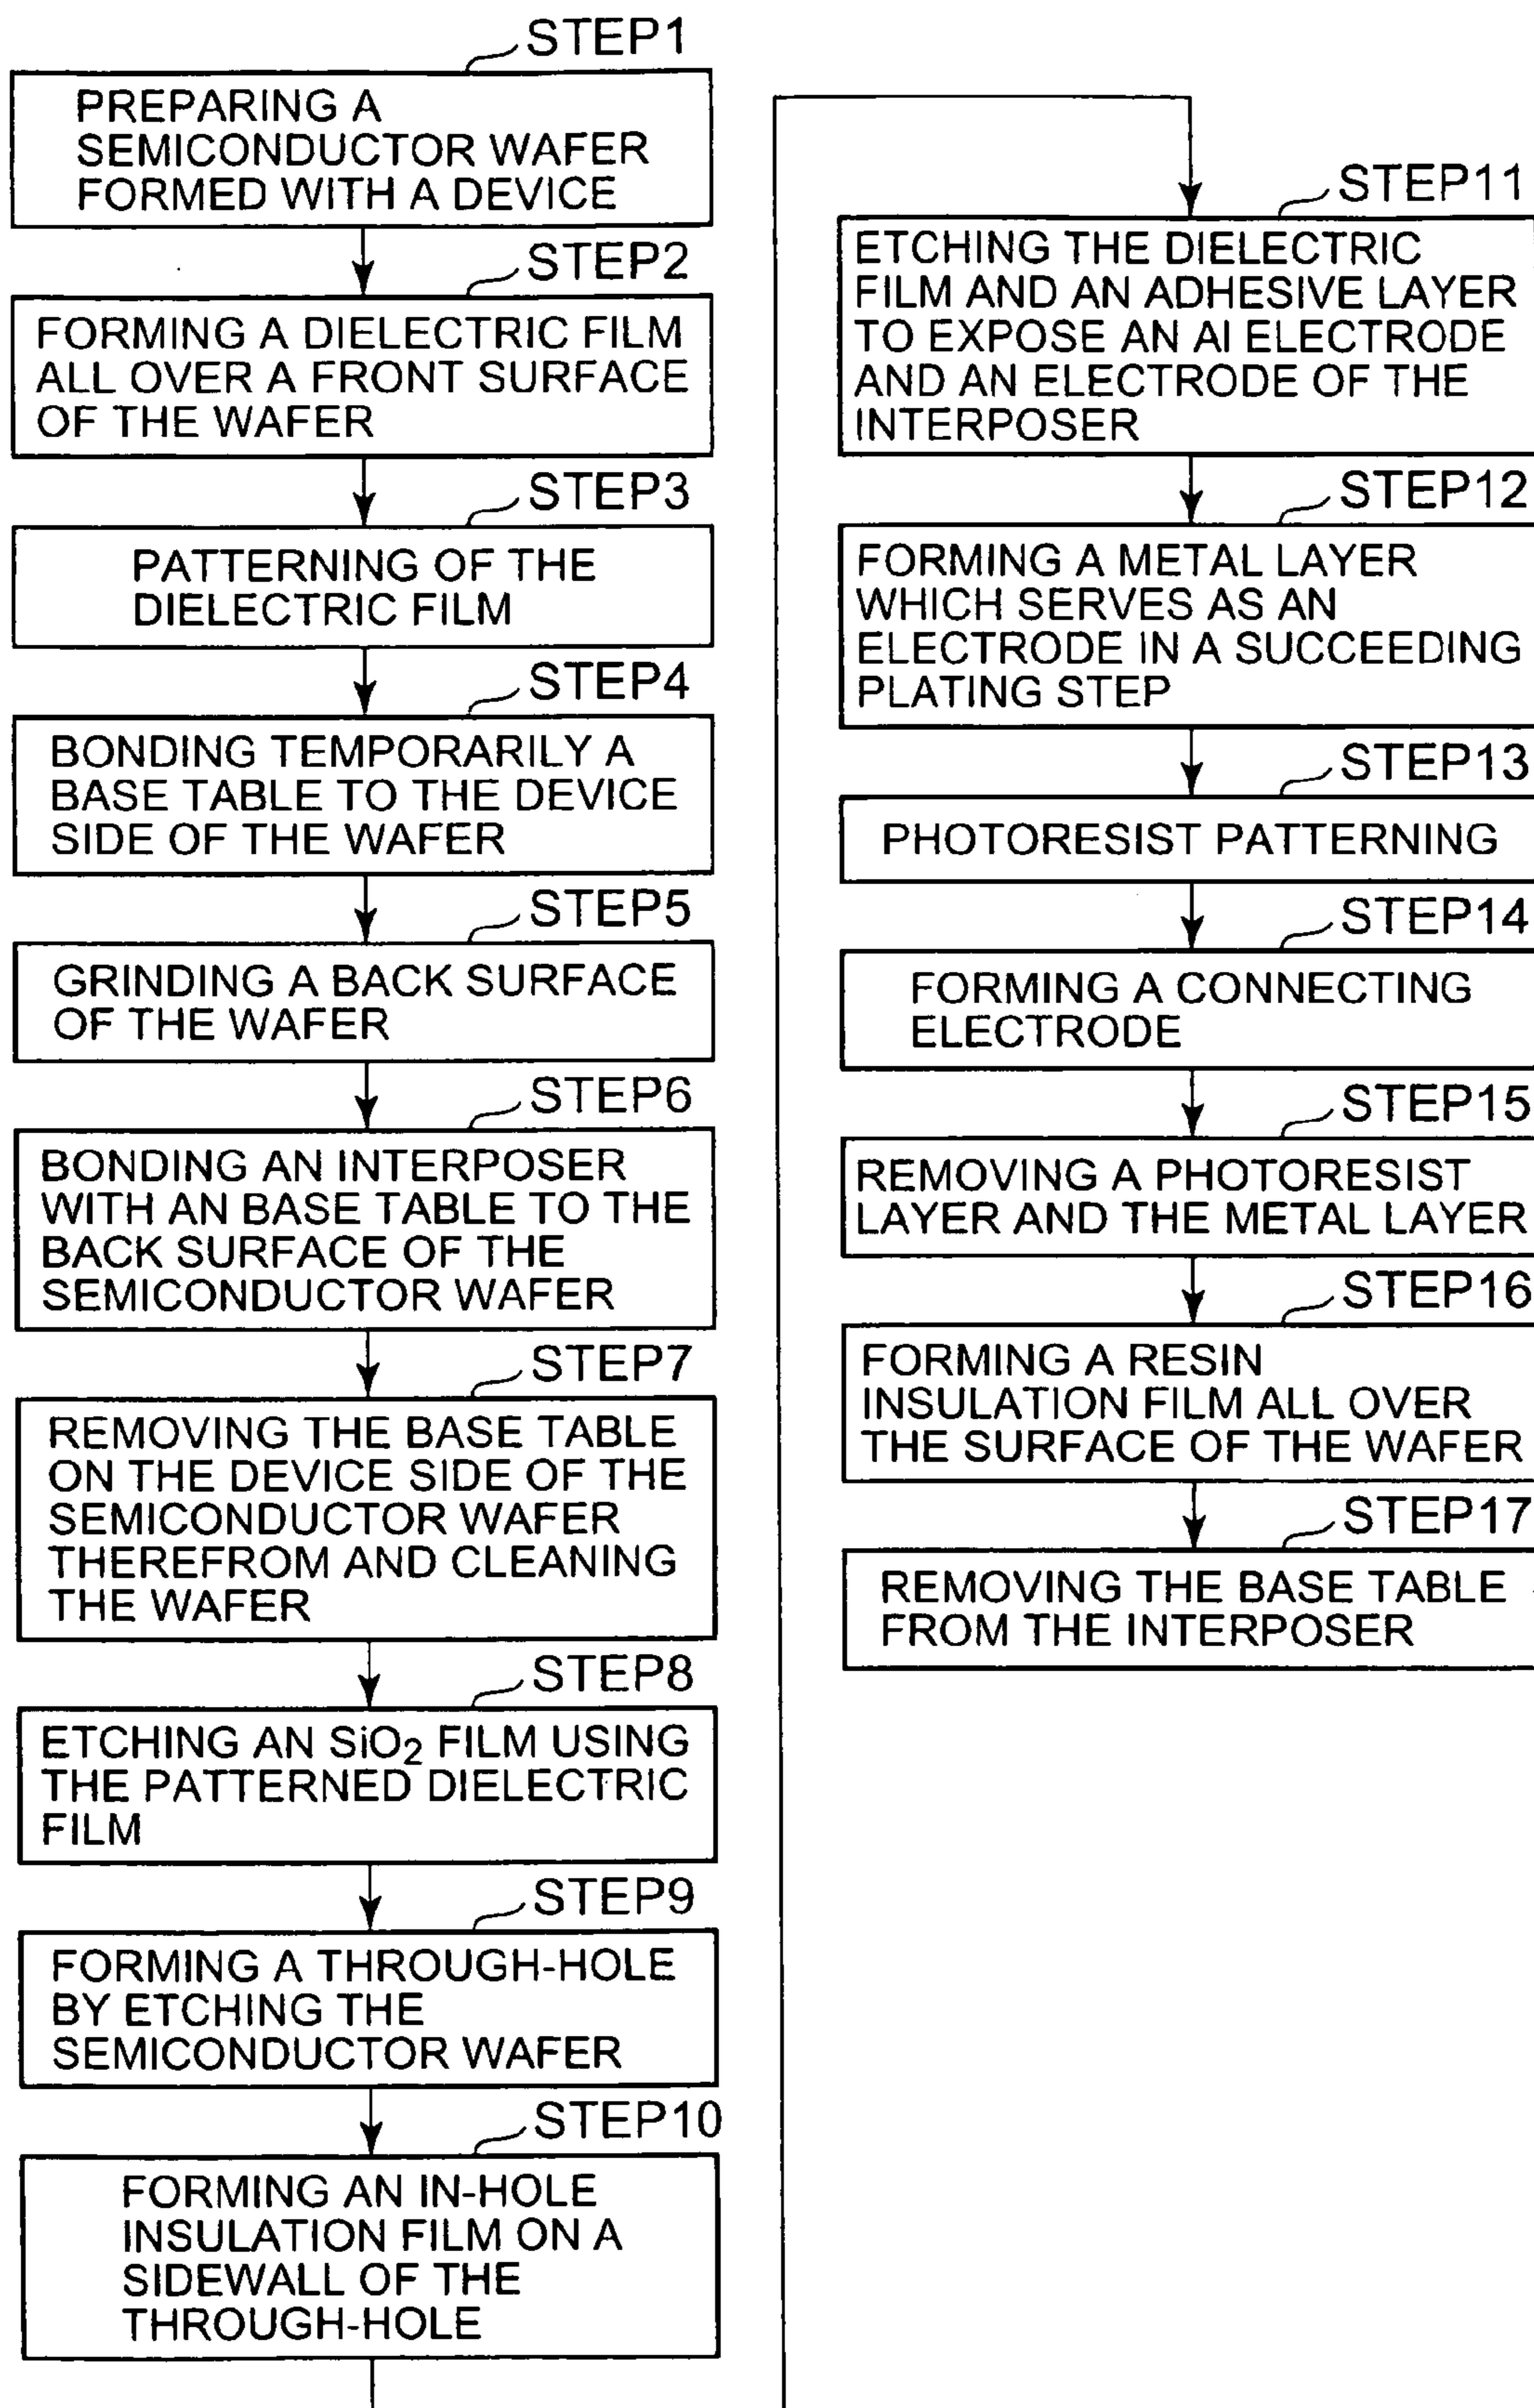 STEP1
PREPARING A
SEMICONDUCTOR WAFER
FORMED WITH A DEVICE
STEP2
FORMING A DIELECTRIC FILM
ALL OVER A FRONT SURFACE
OF THE WAFER
STEP3
PATTERNING OF THE
DIELECTRIC FILM
STEP4
BONDING TEMPORARILY A
BASE TABLE TO THE DEVICE
SIDE OF THE WAFER
STEP5
GRINDING A BACK SURFACE
OF THE WAFER
STEP6
BONDING AN INTERPOSER
WITH AN BASE TABLE TO THE
BACK SURFACE OF THE
SEMICONDUCTOR WAFER
STEP7
REMOVING THE BASE TABLE
ON THE DEVICE SIDE OF THE
SEMICONDUCTOR WAFER
THEREFROM AND CLEANING
THE WAFER
STEP8
ETCHING AN SiO₂ FILM USING
THE PATTERNED DIELECTRIC
FILM
STEP9
FORMING A THROUGH-HOLE
BY ETCHING THE
SEMICONDUCTOR WAFER
STEP10
FORMING AN IN-HOLE
INSULATION FILM ON A
SIDEWALL OF THE
THROUGH-HOLE
STEP11
ETCHING THE DIELECTRIC
FILM AND AN ADHESIVE LAYER
TO EXPOSE AN Al ELECTRODE
AND AN ELECTRODE OF THE
INTERPOSER
STEP12
FORMING A METAL LAYER
WHICH SERVES AS AN
ELECTRODE IN A SUCCEEDING
PLATING STEP
STEP13
PHOTORESIST PATTERNING
STEP14
FORMING A CONNECTING
ELECTRODE
STEP15
REMOVING A PHOTORESIST
LAYER AND THE METAL LAYER
STEP16
FORMING A RESIN
INSULATION FILM ALL OVER
THE SURFACE OF THE WAFER
STEP17
REMOVING THE BASE TABLE
FROM THE INTERPOSER